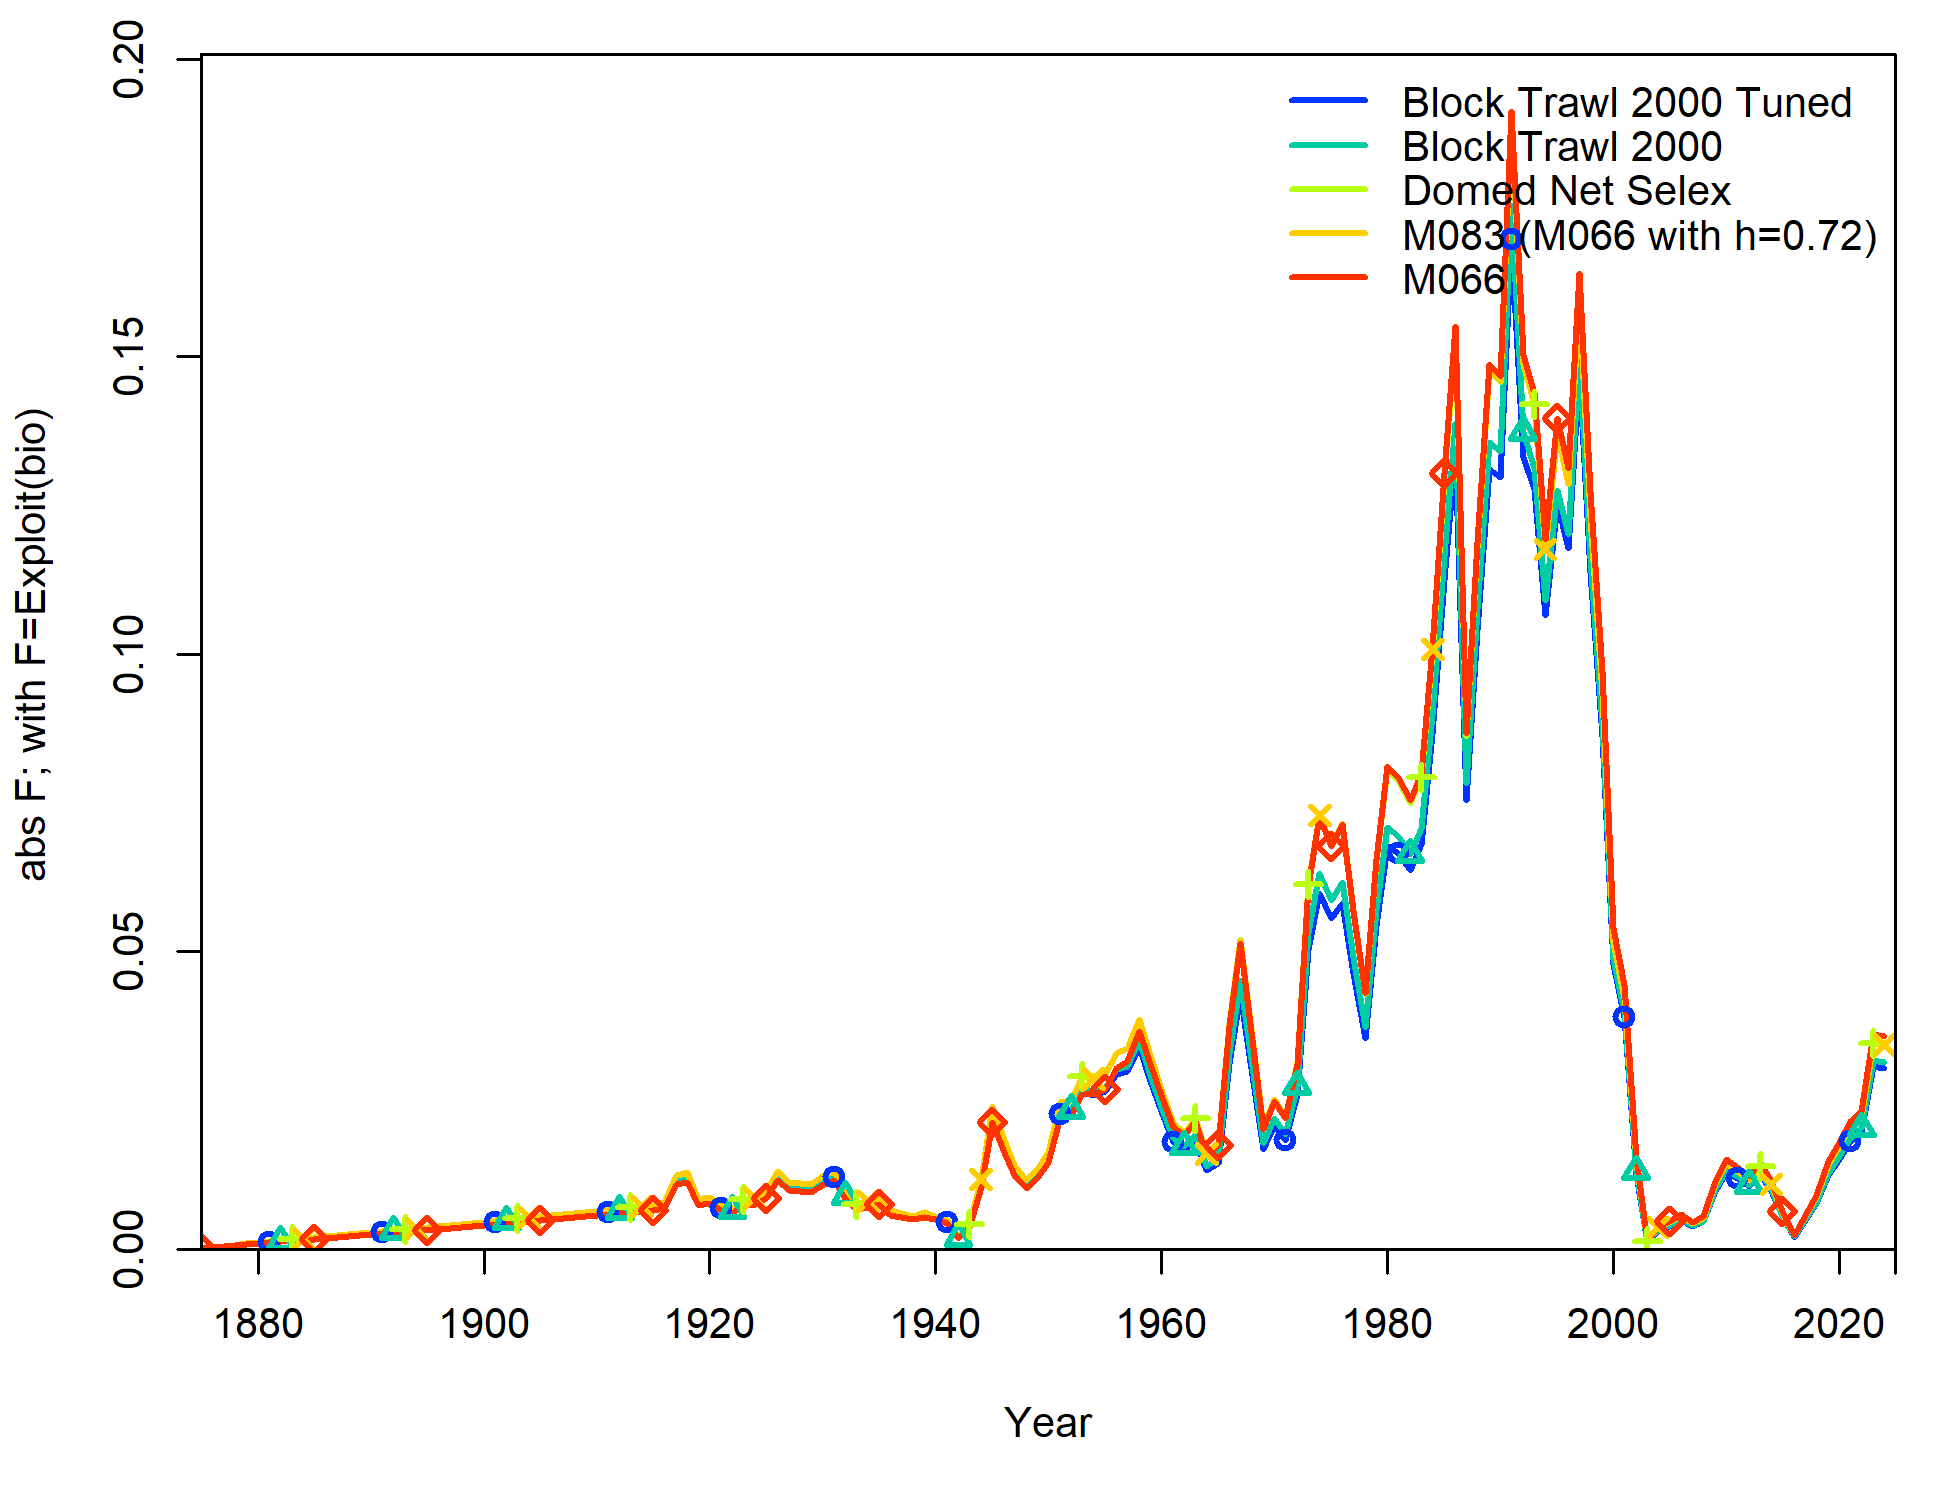 0.20
0.15
0.10
0.05
0.00
abs F; with F=Exploit(bio)
Block Trawl 2000 Tuned
Block Trawl 2000
Domed Net Selex
M083 (M066 with h=0.72)
M066
1880 1900 1920 1940 1960 1980 2000 2020
Year